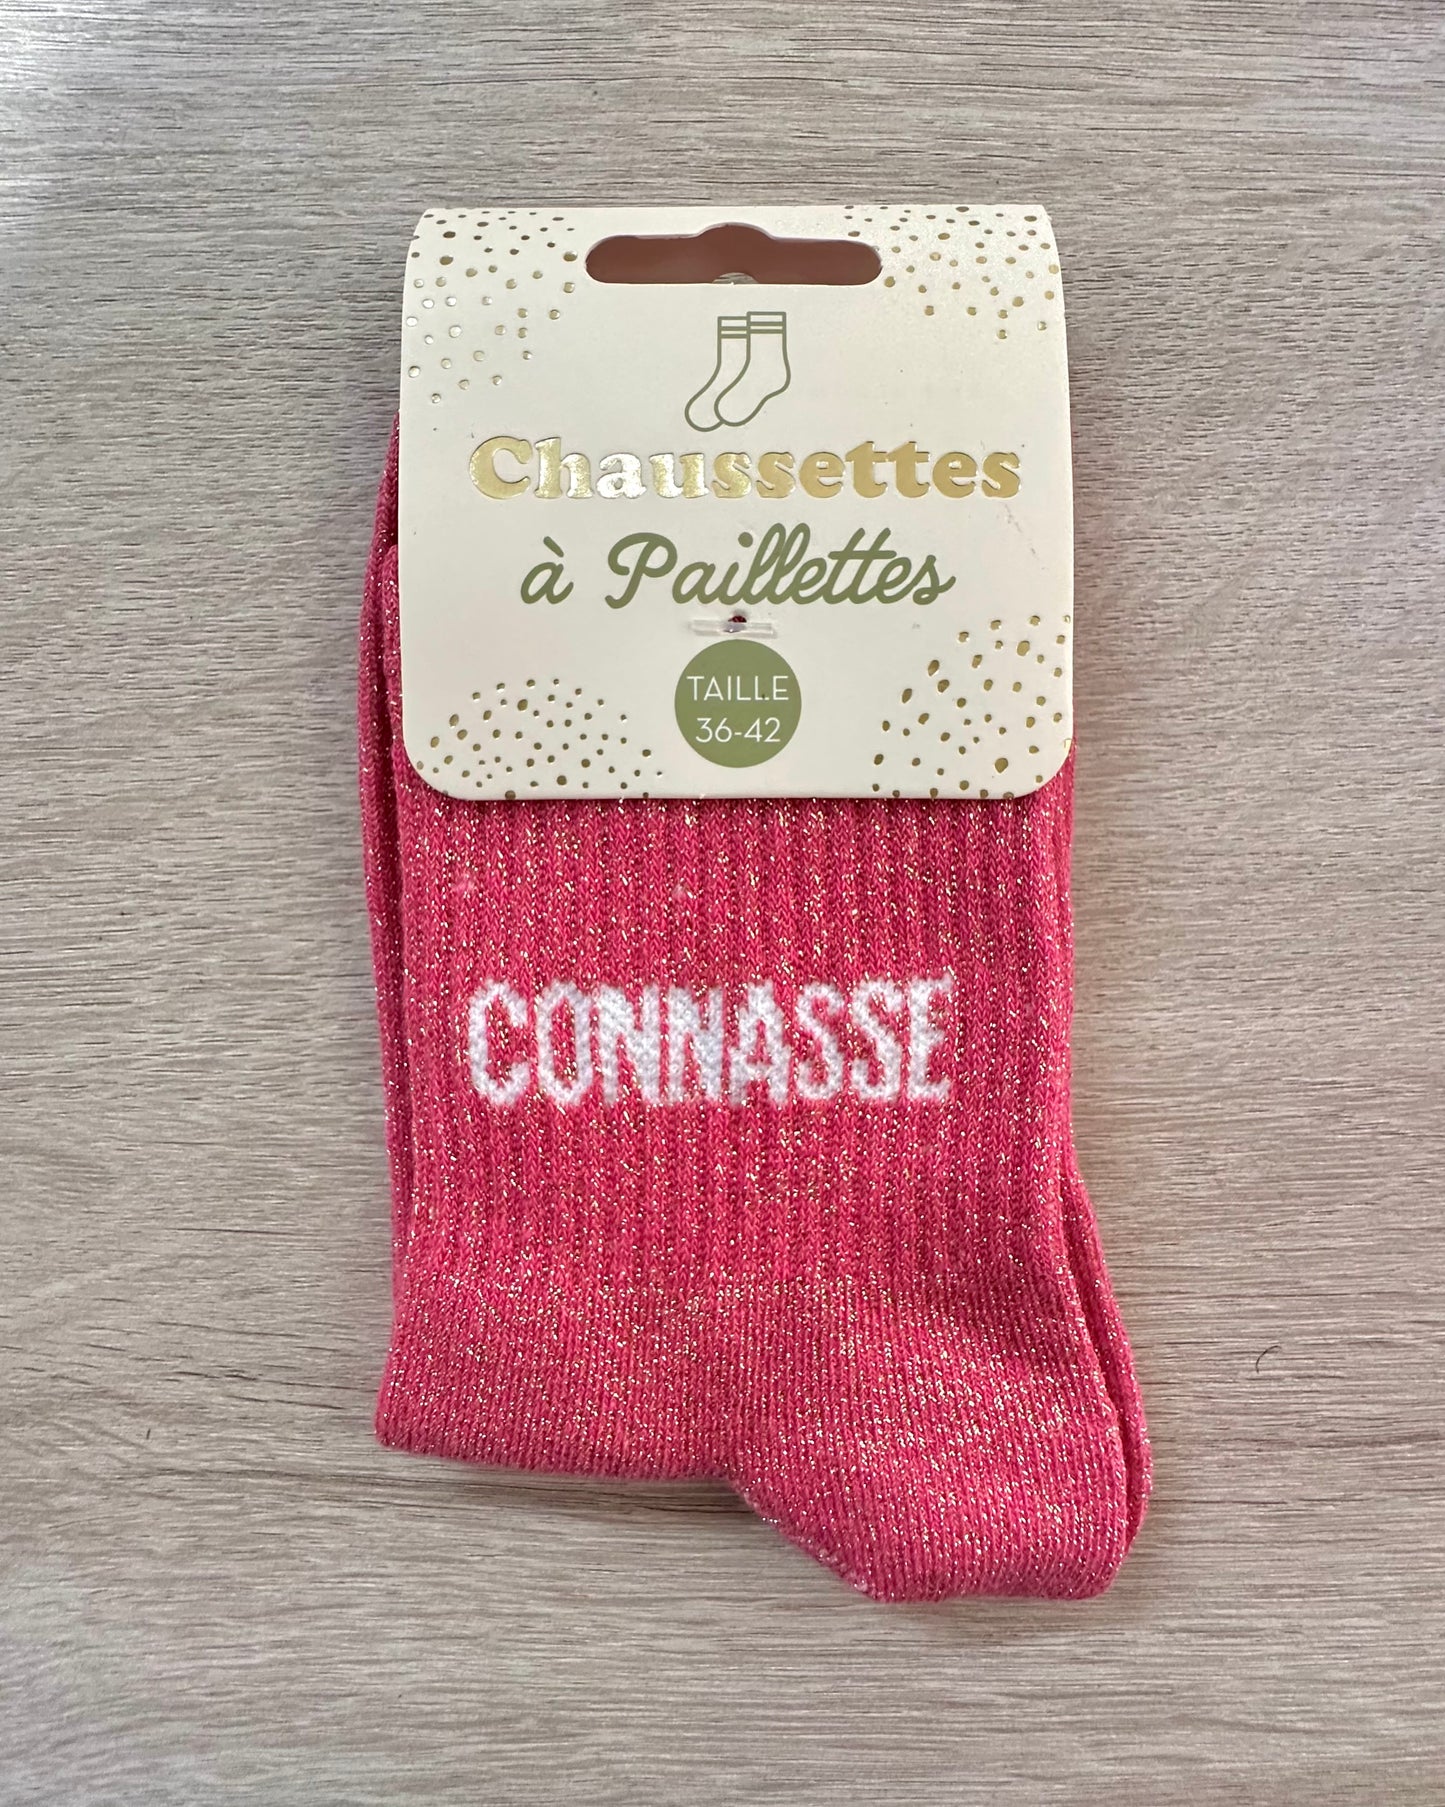 Chaussettes
à Paillettes
TAILLE
36-42
CONNASSE